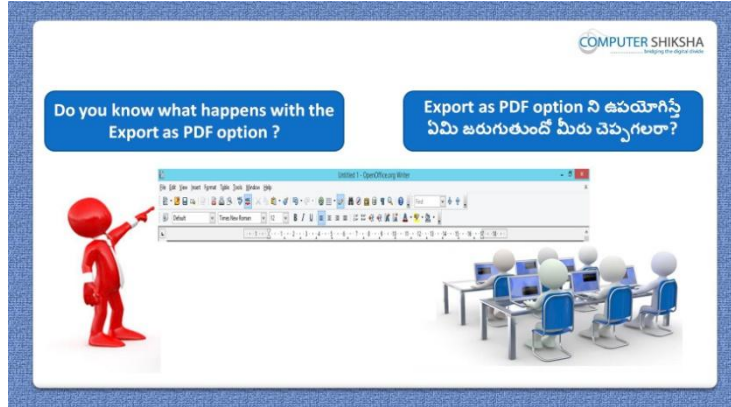 COMPUTER SHIKSHA
bridging the digital divide
Do you know what happens with the
Export as PDF option ?
Export as PDF option ని ఉపయోగిస్తే
ఏమి జరుగుతుందో మీరు చెప్పగలరా?
Untitled 1 - OpenOffice.org Writer
File Edit View Insert Format Table Tools Window Help
Find
Default Times New Roman 12 B I U